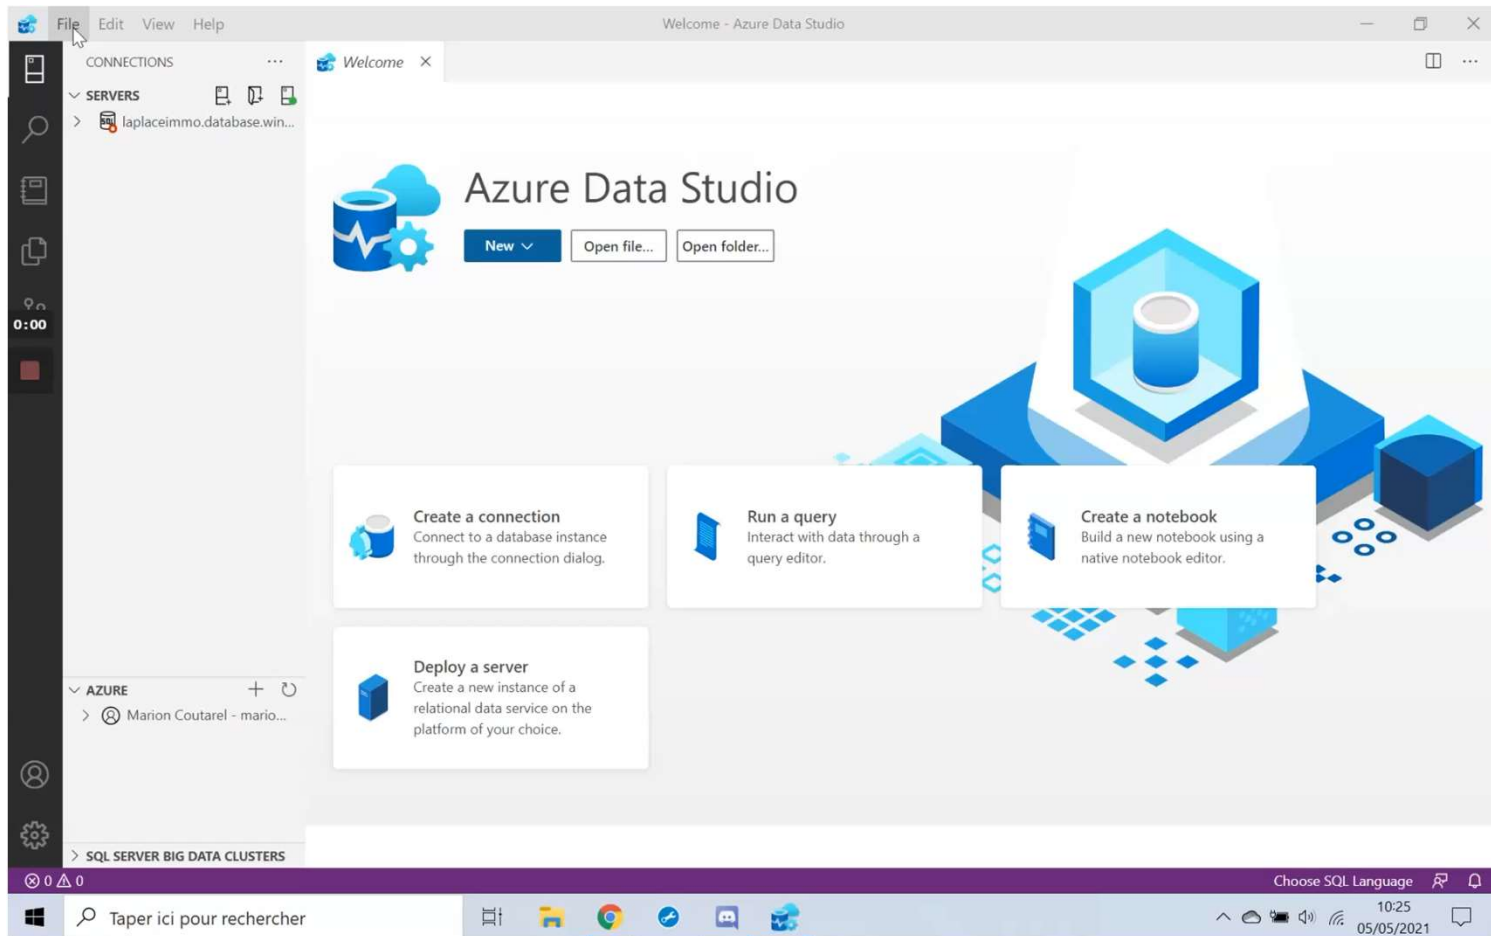 File Edit View Help
Welcome - Azure Data Studio
CONNECTIONS
Welcome
SERVERS
laplaceimmo.database.win...
Azure Data Studio
New
Open file...
Open folder...
0:00
Create a connection
Connect to a database instance
through the connection dialog.
Run a query
Interact with data through a
query editor.
Create a notebook
Build a new notebook using a
native notebook editor.
Deploy a server
Create a new instance of a
relational data service on the
platform of your choice.
AZURE
Marion Coutarel - mario...
SQL SERVER BIG DATA CLUSTERS
0 0
Choose SQL Language
Taper ici pour rechercher
10:25
05/05/2021